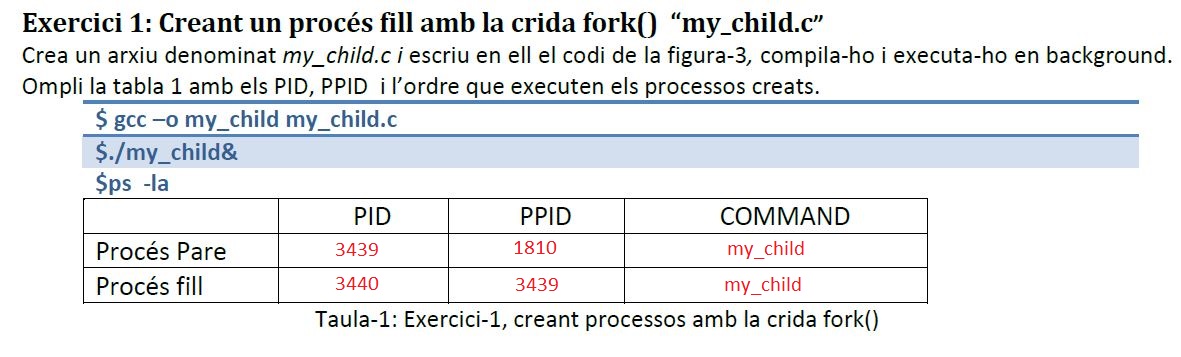 Exercici 1: Creant un procés fill amb la crida fork() “my_child.c”
Crea un arxiu denominat my_child.c i escriu en ell el codi de la figura-3, compila-ho i executa-ho en background.
Ompli la tabla 1 amb els PID, PPID i l’ordre que executen els processos creats.
$ gcc –o my_child my_child.c
$./my_child&
$ps -la
PID PPID COMMAND
Procés Pare 3439 1810 my_child
Procés fill 3440 3439 my_child
Taula-1: Exercici-1, creant processos amb la crida fork()